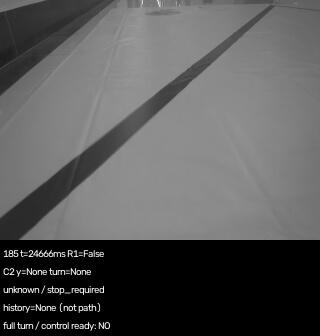 185 t=24666ms R1=False
C2 y=None turn=None
unknown / stop_required
history=None (not path)
full turn / control ready: NO